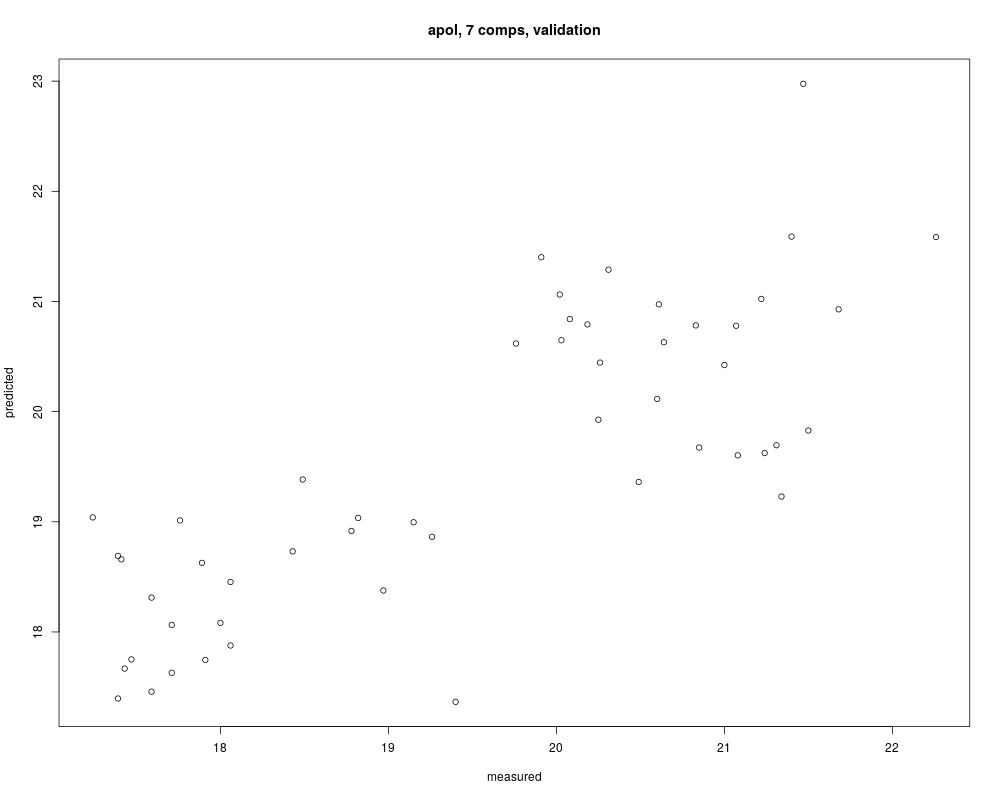 apol, 7 comps, validation
predicted
23
22
21
20
19
18
18 19 20 21 22
measured